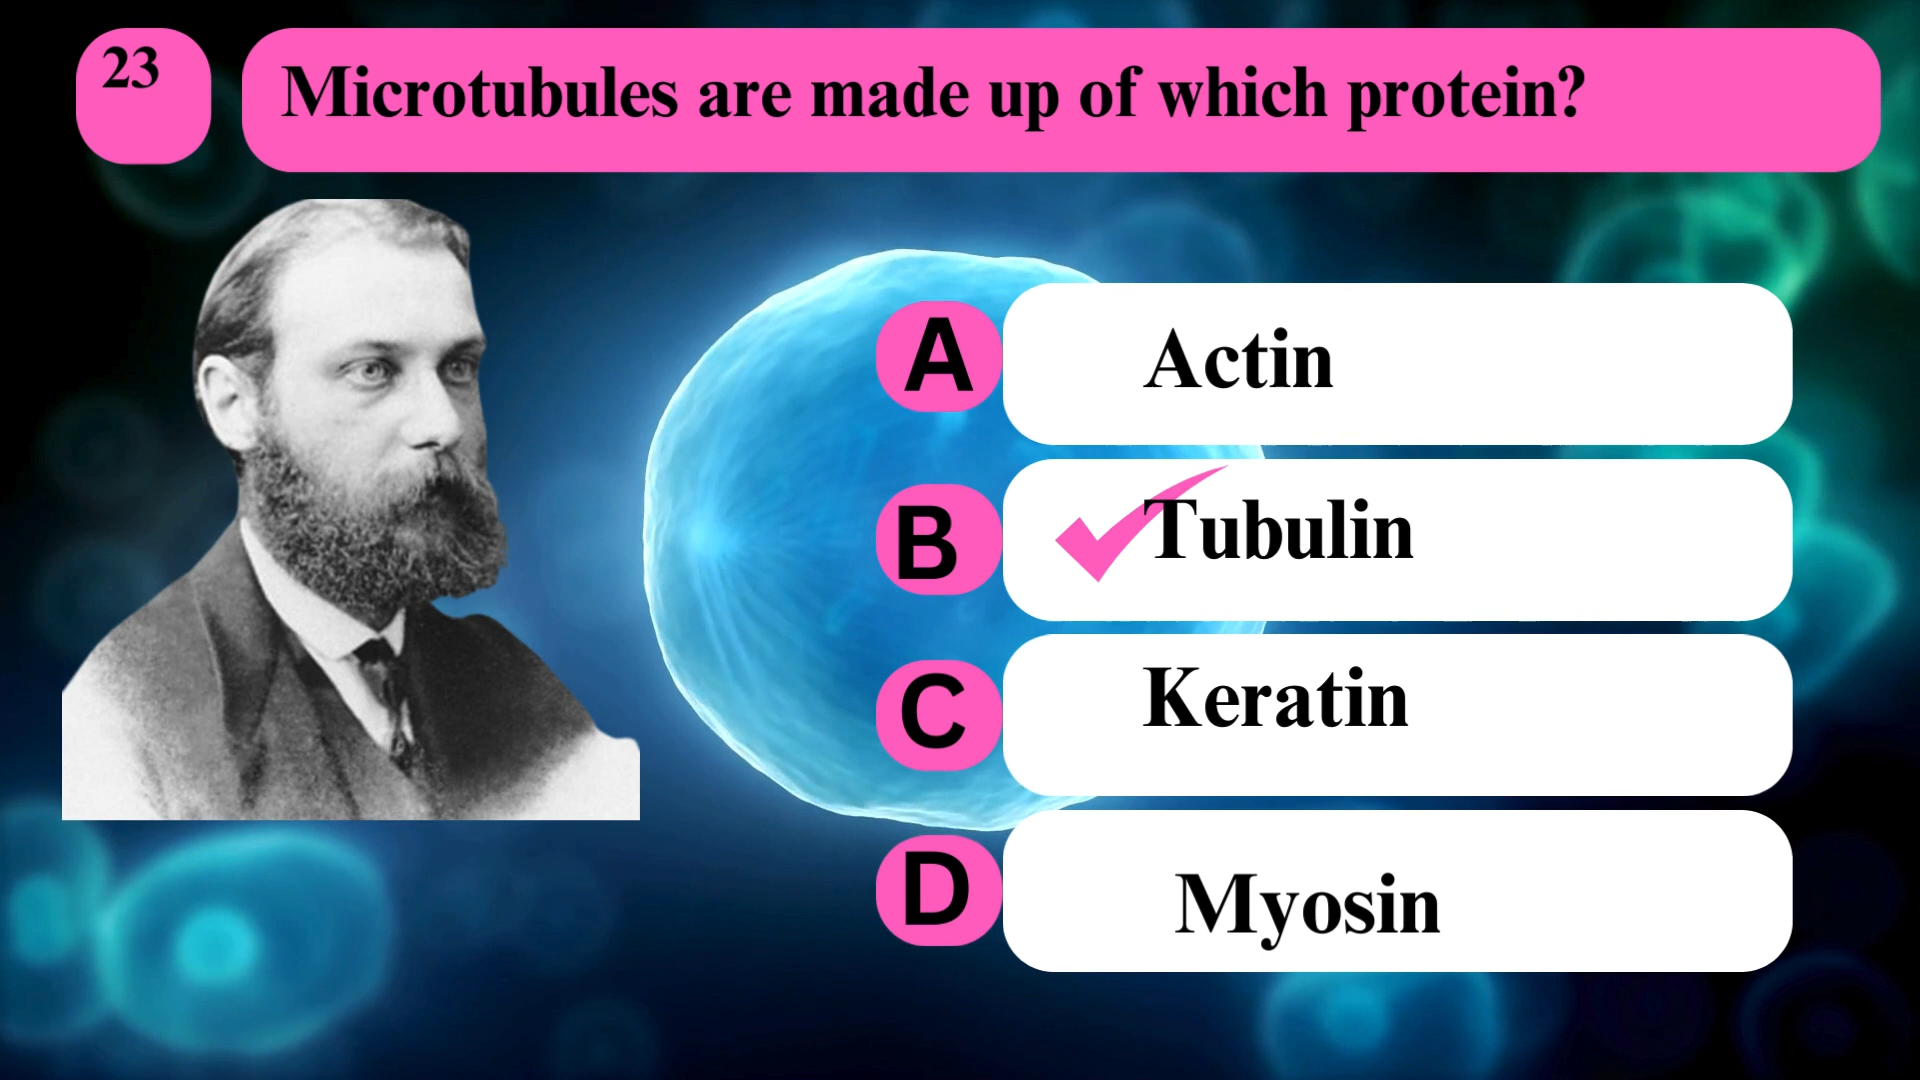 23
Microtubules are made up of which protein?
A
Actin
B
Tubulin
C
Keratin
D
Myosin